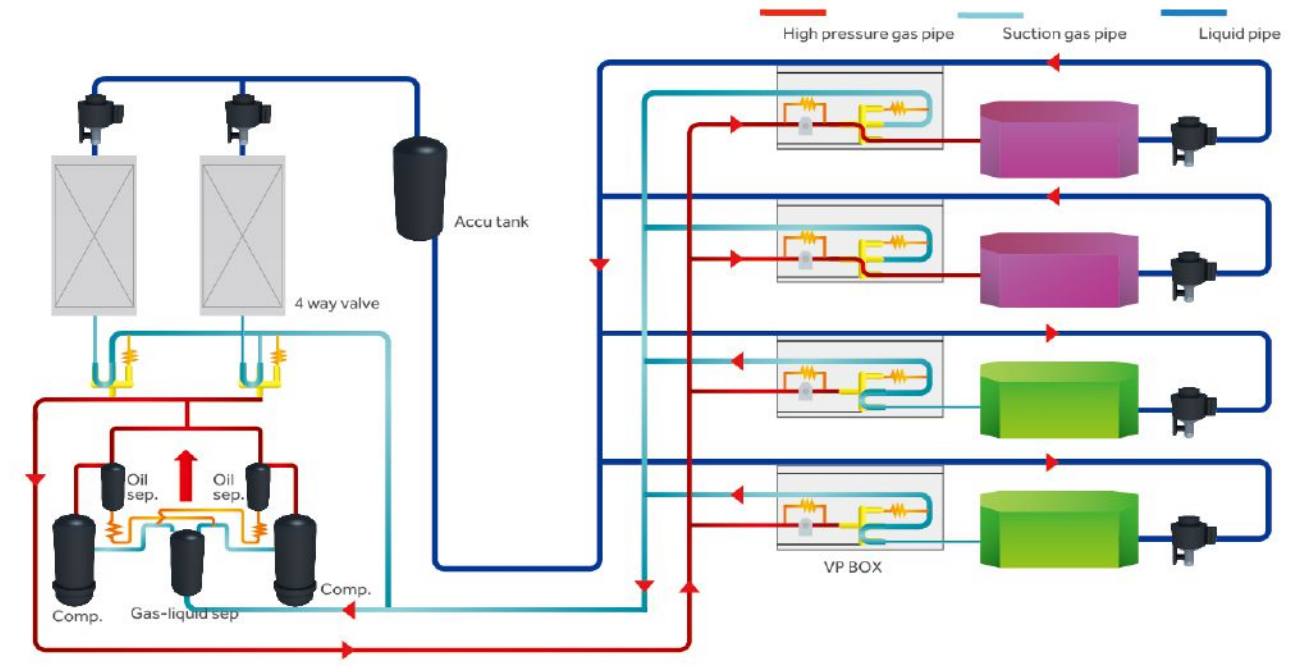 High pressure gas pipe
Suction gas pipe
Liquid pipe
Accu tank
4 way valve
Oil
sep.
Oil
sep.
Comp.
Gas-liquid sep
Comp.
VP BOX